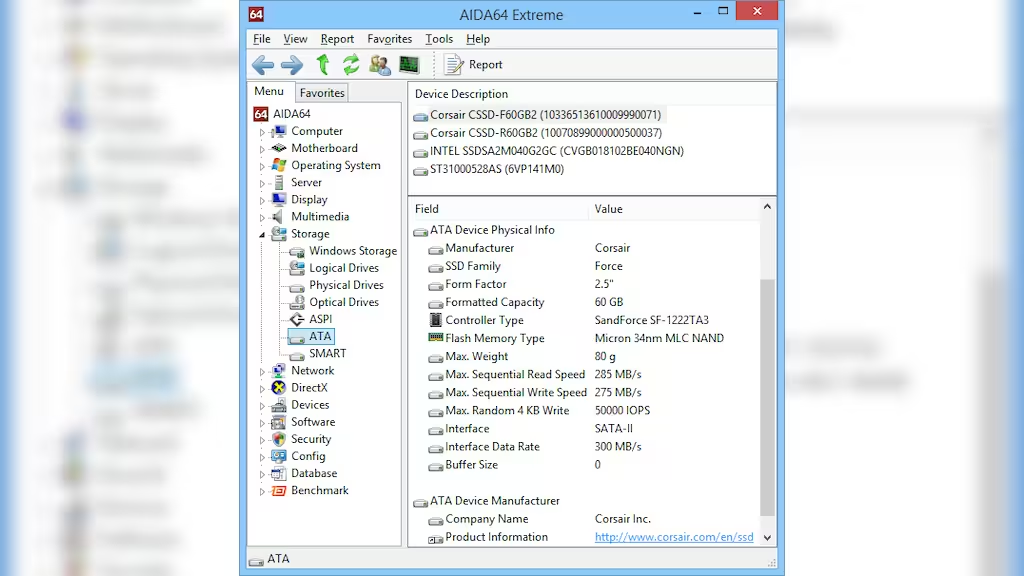 64 AIDA64 Extreme
File View Report Favorites Tools Help
Report
Menu Favorites
64 AIDA64
Computer
Motherboard
Operating System
Server
Display
Multimedia
Storage
Windows Storage
Logical Drives
Physical Drives
Optical Drives
ASPI
ATA
SMART
Network
DirectX
Devices
Software
Security
Config
Database
Benchmark
Device Description
Corsair CSSD-F60GB2 (10336513610009990071)
Corsair CSSD-R60GB2 (10070899000000500037)
INTEL SSDSA2M040G2GC (CVGB018102BE040NGN)
ST31000528AS (6VP141M0)
Field Value
ATA Device Physical Info
Manufacturer Corsair
SSD Family Force
Form Factor 2.5"
Formatted Capacity 60 GB
Controller Type SandForce SF-1222TA3
Flash Memory Type Micron 34nm MLC NAND
Max. Weight 80 g
Max. Sequential Read Speed 285 MB/s
Max. Sequential Write Speed 275 MB/s
Max. Random 4 KB Write 50000 IOPS
Interface SATA-II
Interface Data Rate 300 MB/s
Buffer Size 0
ATA Device Manufacturer
Company Name Corsair Inc.
Product Information http://www.corsair.com/en/ssd
ATA